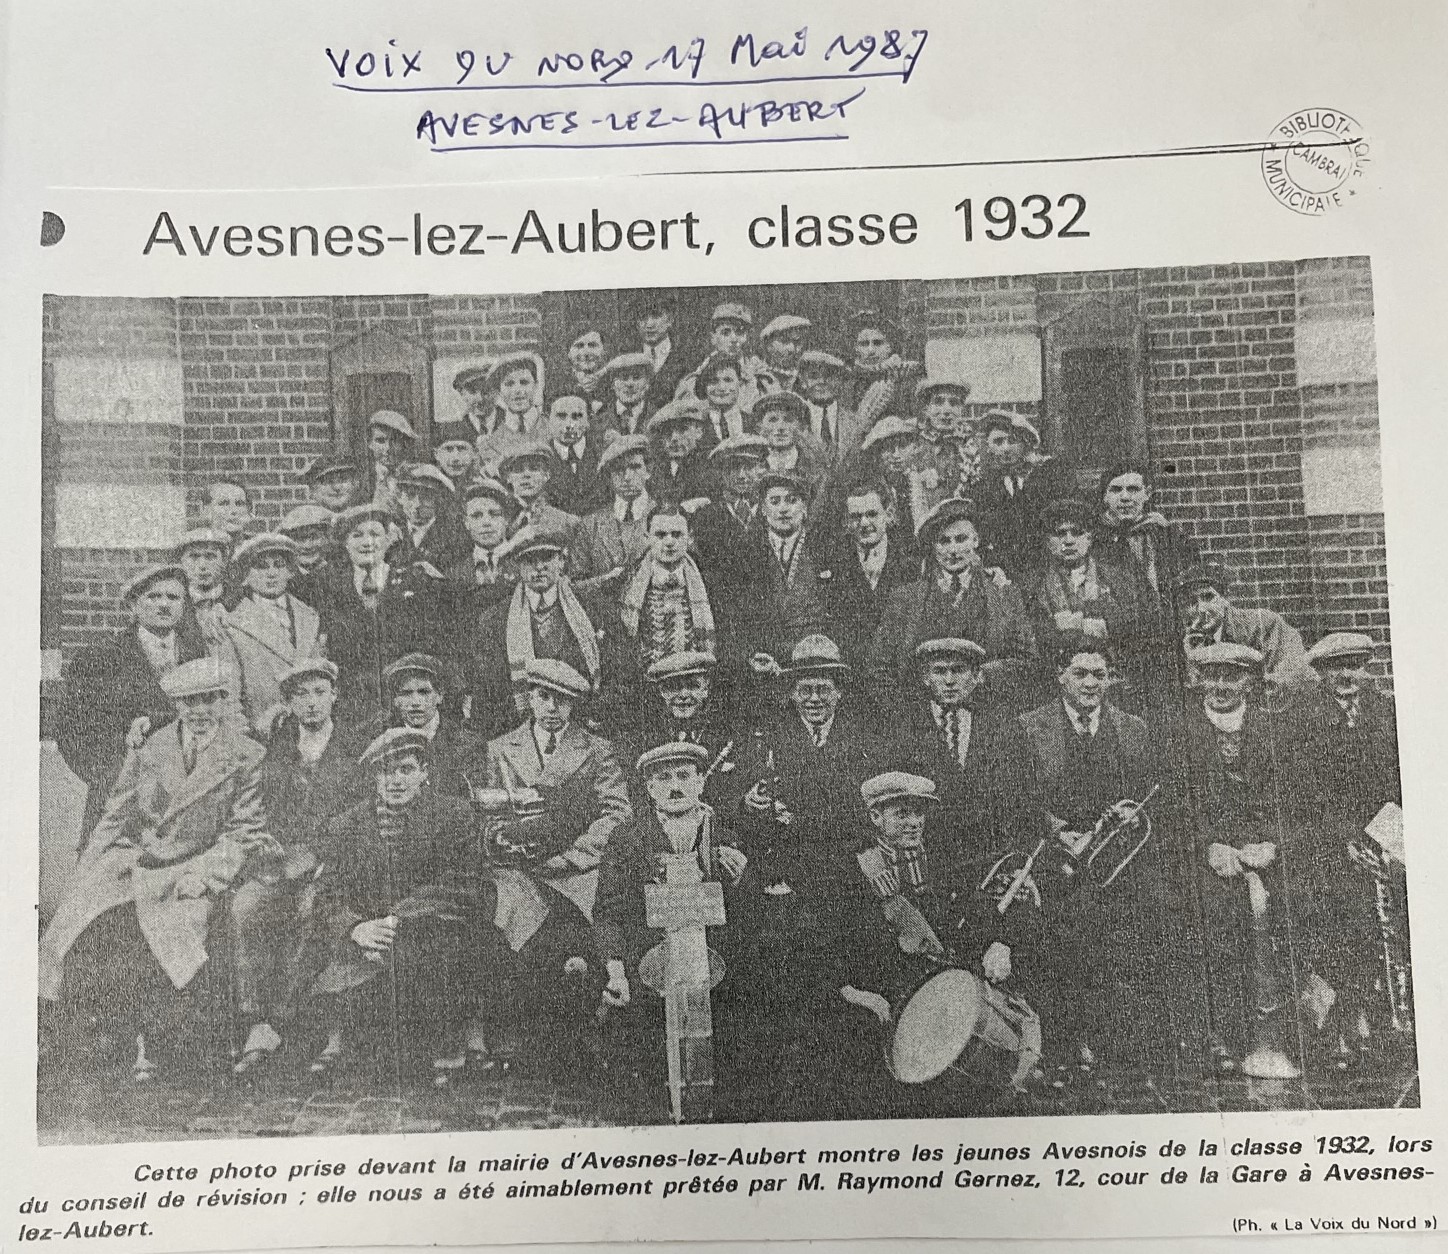 VOIX DU NORD 17 Mai 1987
AVESNES-LEZ-AUBERT
BIBLIOTHÈQUE MUNICIPALE
CAMBRAI
Avesnes-lez-Aubert, classe 1932
Cette photo prise devant la mairie d'Avesnes-lez-Aubert montre les jeunes Avesnois de la classe 1932, lors
du conseil de révision ; elle nous a été aimablement prêtée par M. Raymond Gernez, 12, cour de la Gare à Avesnes-
lez-Aubert.
(Ph. « La Voix du Nord »)